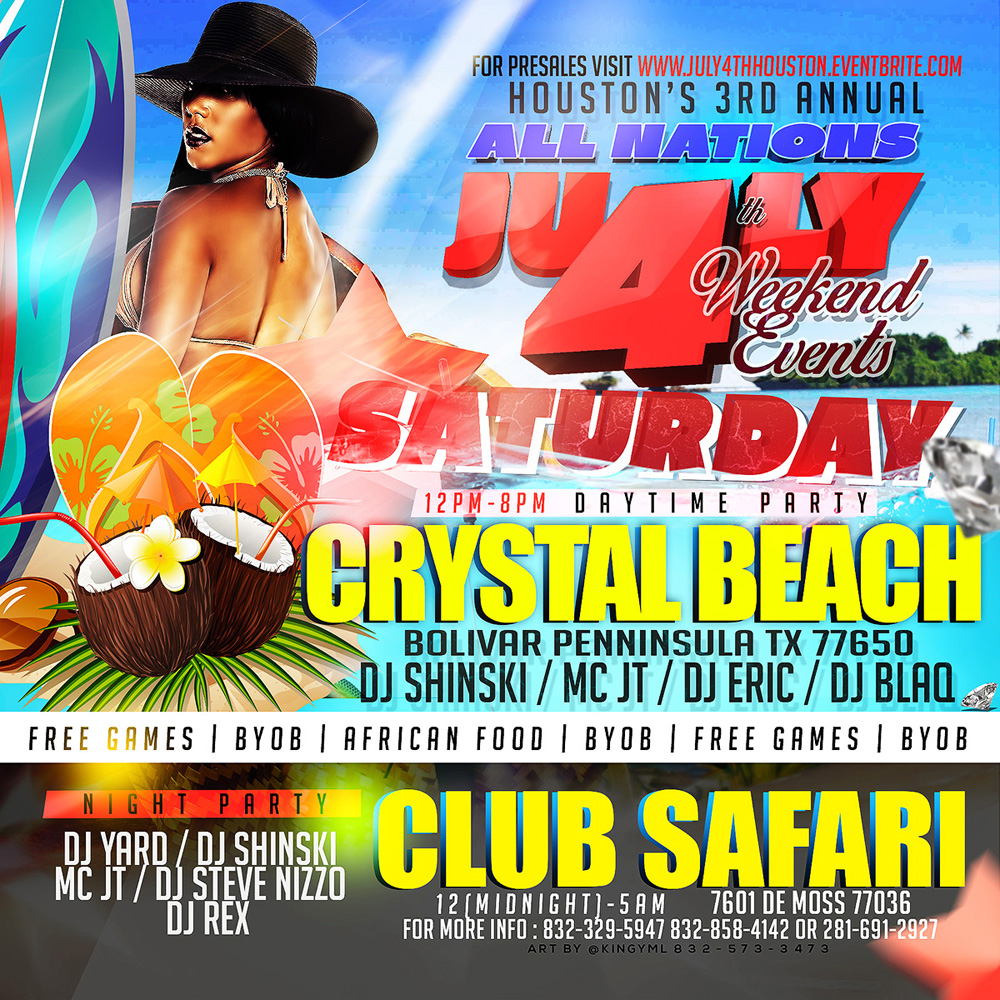 FOR PRESALES VISIT WWW.JULY4THHOUSTON.EVENTBRITE.COM
HOUSTON'S 3RD ANNUAL
ALL NATIONS
JULY
4th
Weekend
Events
SATURDAY
12PM-8PM DAYTIME PARTY
CRYSTAL BEACH
BOLIVAR PENNINSULA TX 77650
DJ SHINSKI / MC JT / DJ ERIC / DJ BLAQ
FREE GAMES | BYOB | AFRICAN FOOD | BYOB | FREE GAMES | BYOB
NIGHT PARTY
DJ YARD / DJ SHINSKI
MC JT / DJ STEVE NIZZO
DJ REX
CLUB SAFARI
12(MIDNIGHT)-5AM 7601 DE MOSS 77036
FOR MORE INFO : 832-329-5947 832-858-4142 OR 281-691-2927
ART BY @KINGYML 832-573-3473